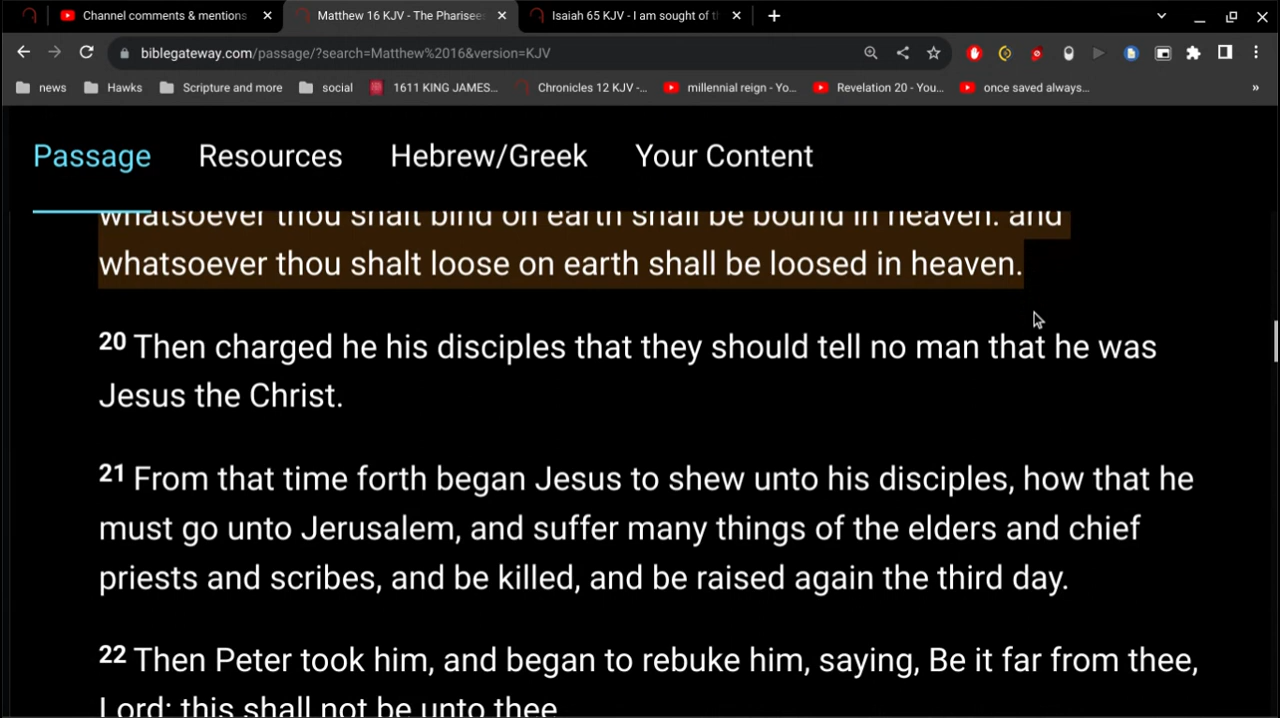 Channel comments & mentions
Matthew 16 KJV - The Pharisee
Isaiah 65 KJV - I am sought of t
biblegateway.com/passage/?search=Matthew%2016&version=KJV
news
Hawks
Scripture and more
social
1611 KING JAMES...
Chronicles 12 KJV -...
millennial reign - Yo...
Revelation 20 - You...
once saved always...
»
Passage
Resources
Hebrew/Greek
Your Content
whatsoever thou shalt bind on earth shall be bound in heaven: and
whatsoever thou shalt loose on earth shall be loosed in heaven.
20 Then charged he his disciples that they should tell no man that he was
Jesus the Christ.
21 From that time forth began Jesus to shew unto his disciples, how that he
must go unto Jerusalem, and suffer many things of the elders and chief
priests and scribes, and be killed, and be raised again the third day.
22 Then Peter took him, and began to rebuke him, saying, Be it far from thee,
Lord: this shall not be unto thee